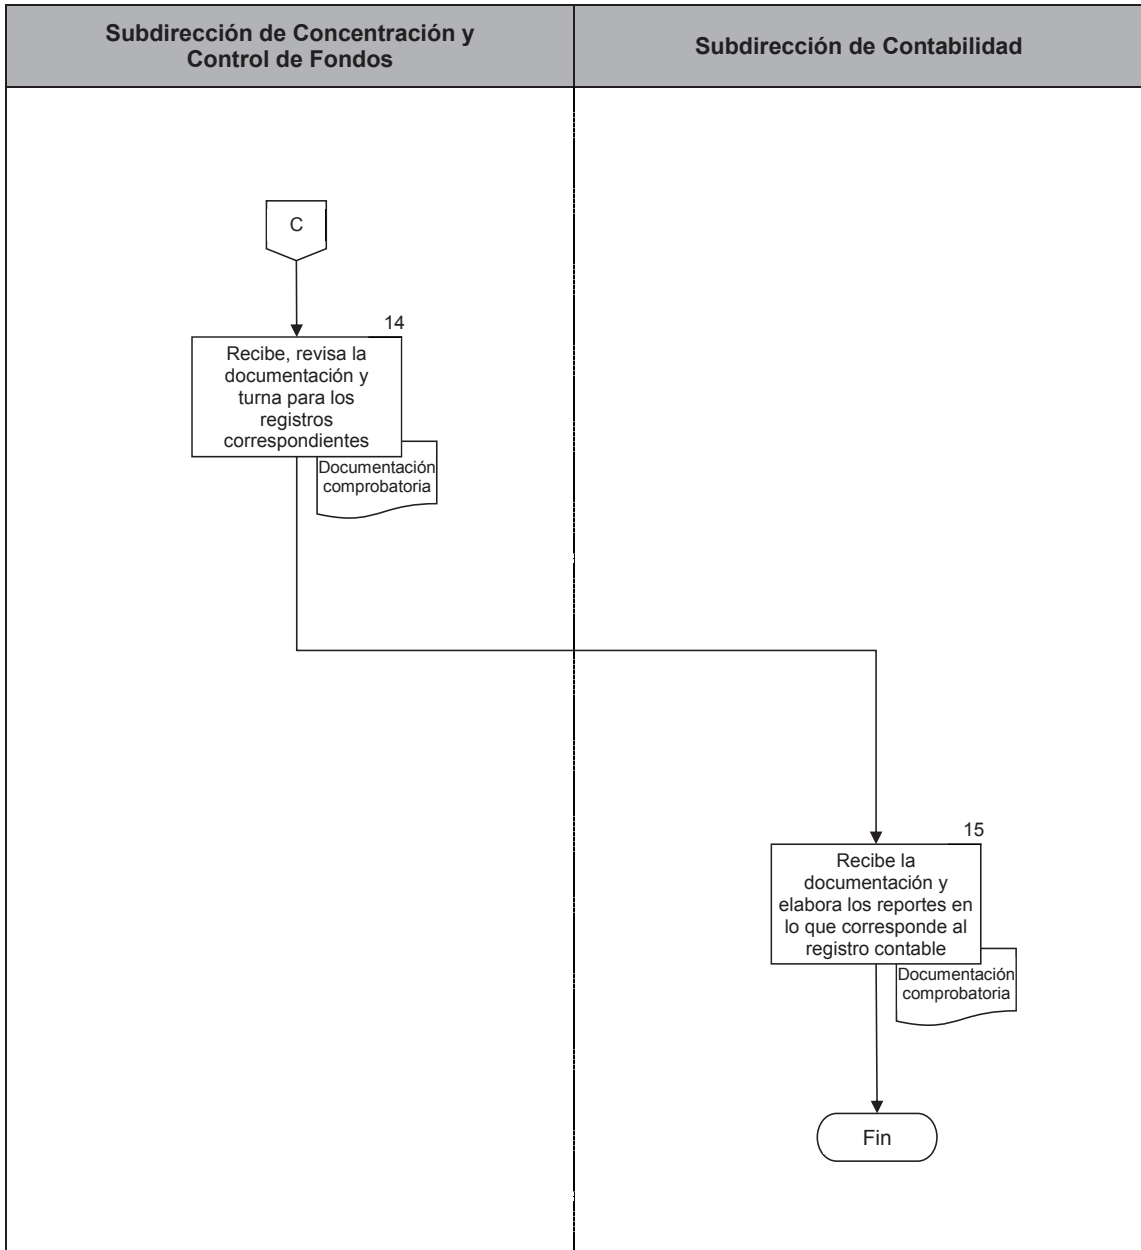 Subdirección de Concentración y
Control de Fondos
Subdirección de Contabilidad
C
14
Recibe, revisa la
documentación y
turna para los
registros
correspondientes
Documentación
comprobatoria
15
Recibe la
documentación y
elabora los reportes en
lo que corresponde al
registro contable
Documentación
comprobatoria
Fin